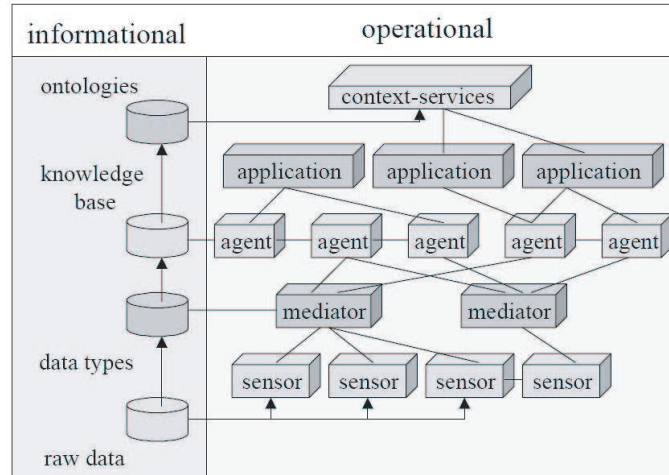 informational
operational
ontologies
context-services
knowledge
base
application
application
application
agent
agent
agent
agent
agent
mediator
mediator
data types
sensor
sensor
sensor
sensor
raw data